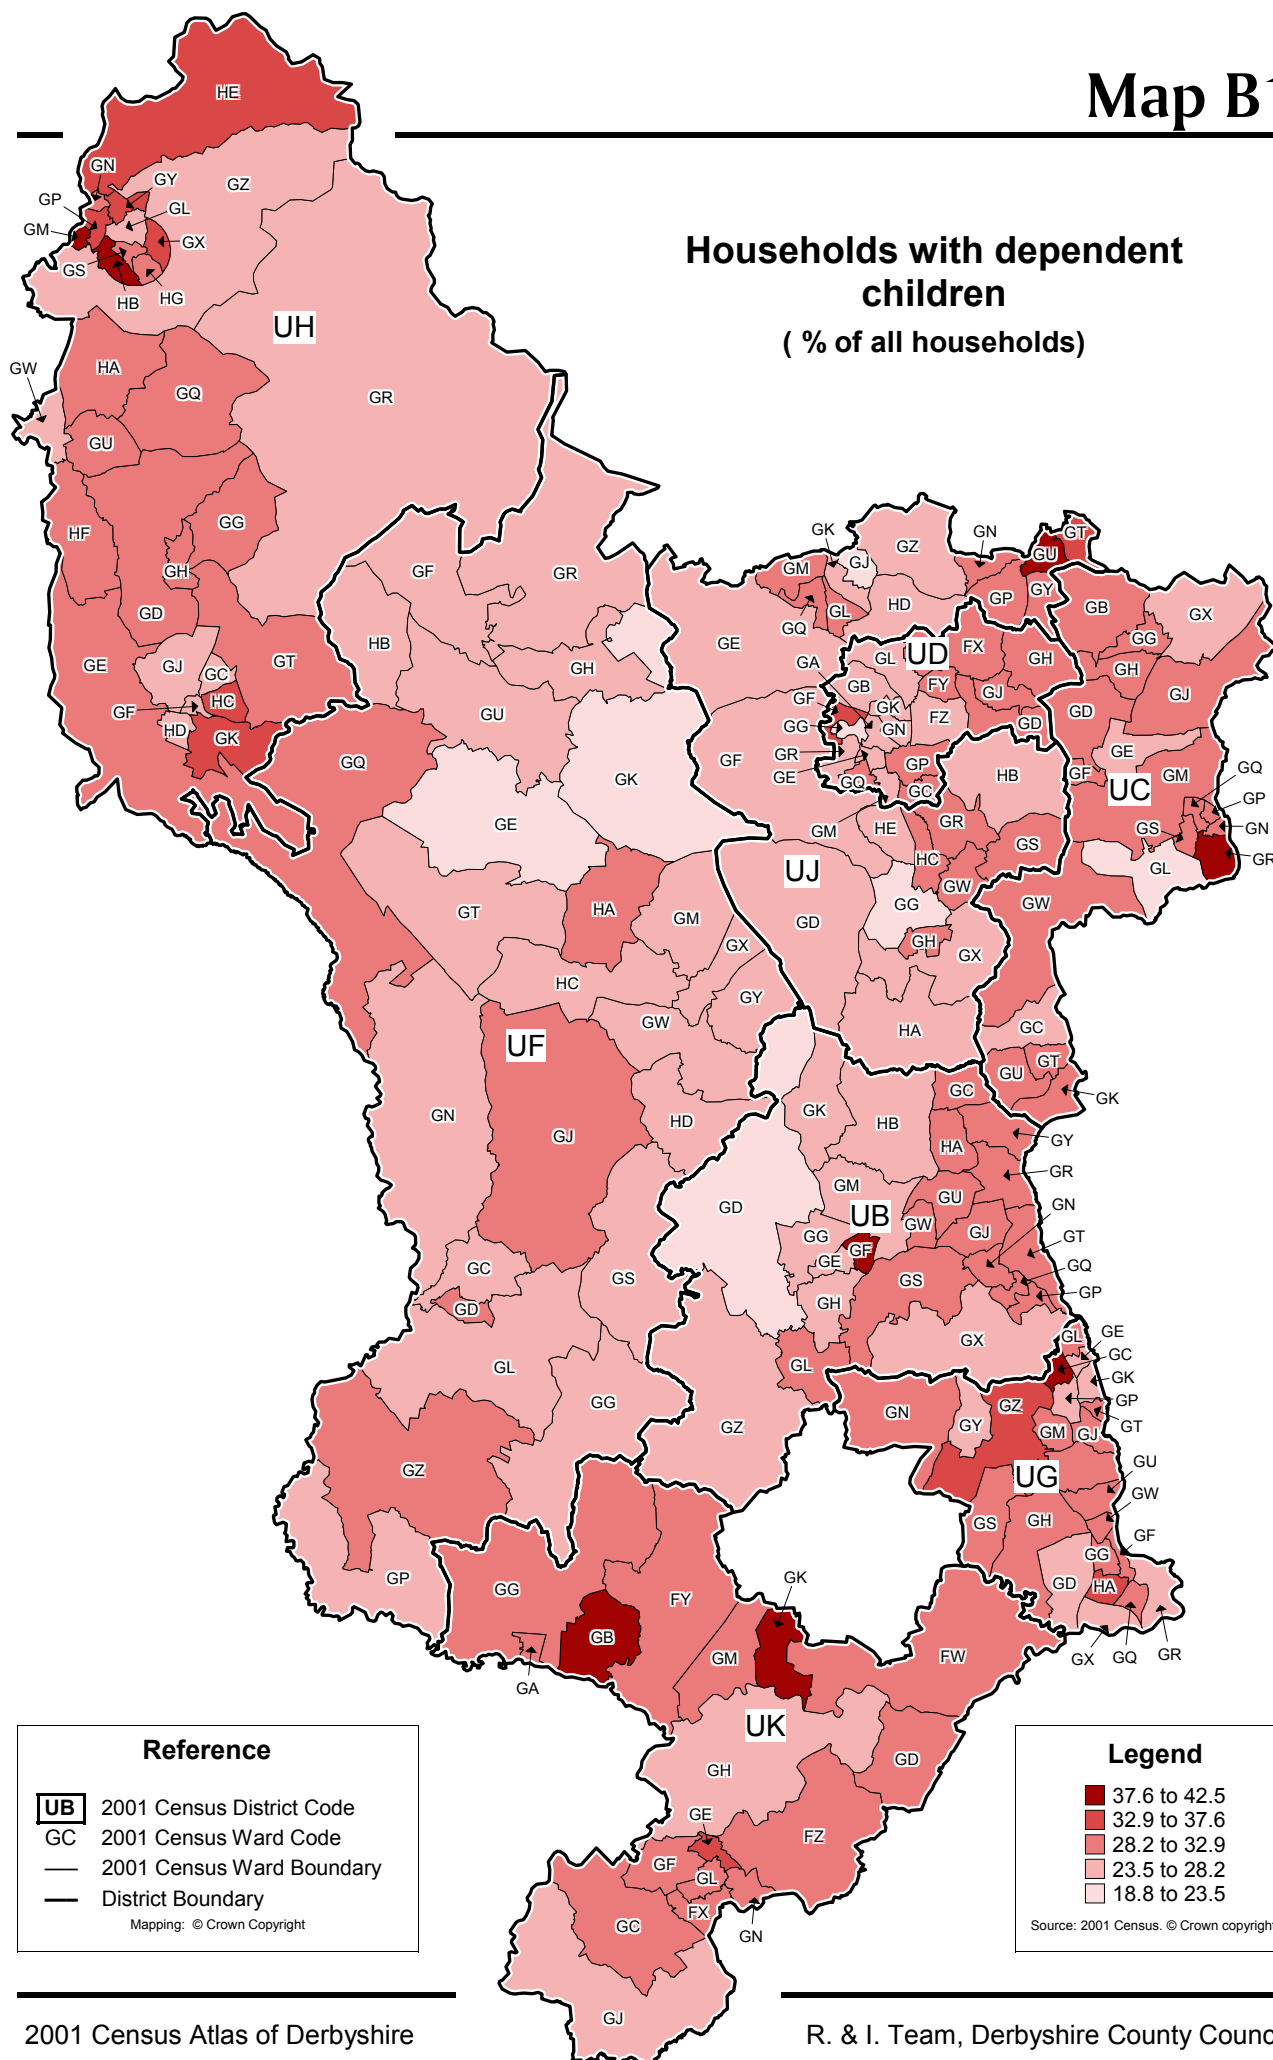 Map B
Households with dependent
children
( % of all households)
HE
GN
GY
GZ
GP
GL
GM
GX
GS
HB
HG
UH
HA
GW
GQ
GR
GU
HF
GG
GH
GD
GE
GJ
GC
GT
GF
HC
HD
GK
GF
GR
HB
GH
GU
GQ
GK
GE
GT
HA
GM
GX
HC
GY
GW
UF
GN
GJ
HD
GC
GS
GD
GL
GG
GZ
GP
GK
GJ
GZ
GN
GU
GT
GM
GQ
GL
HD
GP
GY
GE
GF
HB
GM
HE
GR
HC
GS
GW
UJ
GD
GG
GH
GX
HA
UD
FX
GH
GA
GL
GB
FY
GJ
GF
GK
GD
GG
GN
FZ
GR
GE
GP
GQ
GC
GB
GX
GG
GH
GJ
GD
GE
GF
GM
UC
GQ
GP
GN
GS
GR
GL
GW
GC
GT
GU
GK
GK
HB
GC
HA
GY
GR
GD
GM
UB
GU
GN
GG
GW
GJ
GT
GE
GF
GQ
GH
GS
GP
GX
GL
GZ
GL
GE
GC
GK
GP
GT
GN
GY
GZ
GM
GJ
UG
GU
GW
GS
GH
GF
GG
GD
HA
GX
GQ
GR
GG
GB
GA
FY
GK
GM
FW
UK
GH
GD
GE
FZ
GF
GL
FX
GN
GC
GJ
Reference
UB 2001 Census District Code
GC 2001 Census Ward Code
2001 Census Ward Boundary
District Boundary
Mapping: © Crown Copyright
Legend
37.6 to 42.5
32.9 to 37.6
28.2 to 32.9
23.5 to 28.2
18.8 to 23.5
Source: 2001 Census. © Crown copyright
2001 Census Atlas of Derbyshire
R. & I. Team, Derbyshire County Counc